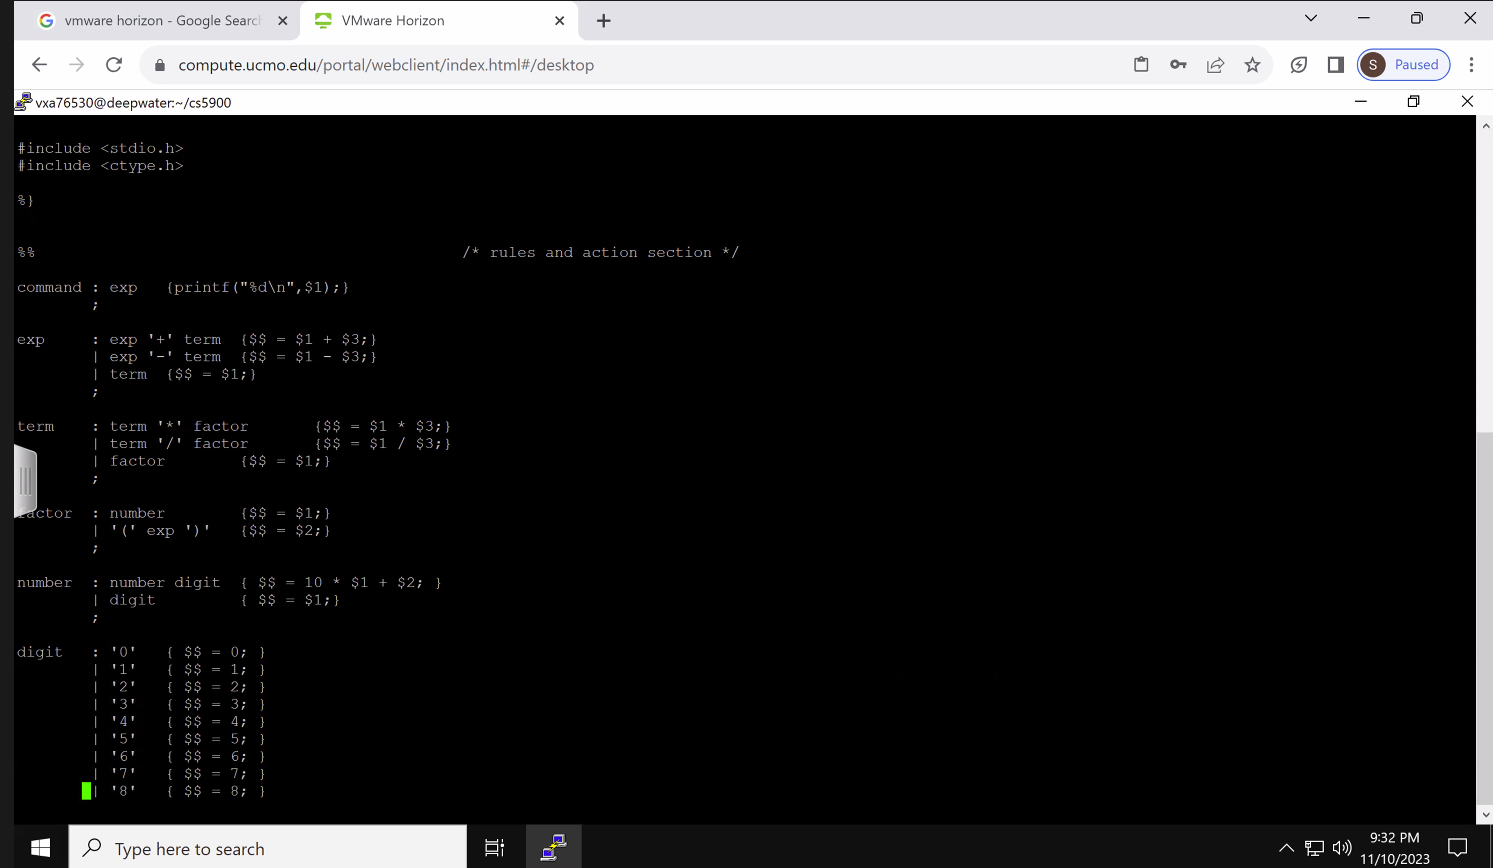 vmware horizon - Google Search
VMware Horizon
compute.ucmo.edu/portal/webclient/index.html#/desktop
S Paused
vxa76530@deepwater:~/cs5900
#include <stdio.h>
#include <ctype.h>
%}
%% /* rules and action section */
command : exp {printf("%d\n",$1);}
;
exp : exp '+' term {$$ = $1 + $3;}
| exp '-' term {$$ = $1 - $3;}
| term {$$ = $1;}
;
term : term '*' factor {$$ = $1 * $3;}
| term '/' factor {$$ = $1 / $3;}
| factor {$$ = $1;}
;
factor : number {$$ = $1;}
| '(' exp ')' {$$ = $2;}
;
number : number digit { $$ = 10 * $1 + $2; }
| digit { $$ = $1;}
;
digit : '0' { $$ = 0; }
| '1' { $$ = 1; }
| '2' { $$ = 2; }
| '3' { $$ = 3; }
| '4' { $$ = 4; }
| '5' { $$ = 5; }
| '6' { $$ = 6; }
| '7' { $$ = 7; }
| '8' { $$ = 8; }
Type here to search
9:32 PM
11/10/2023